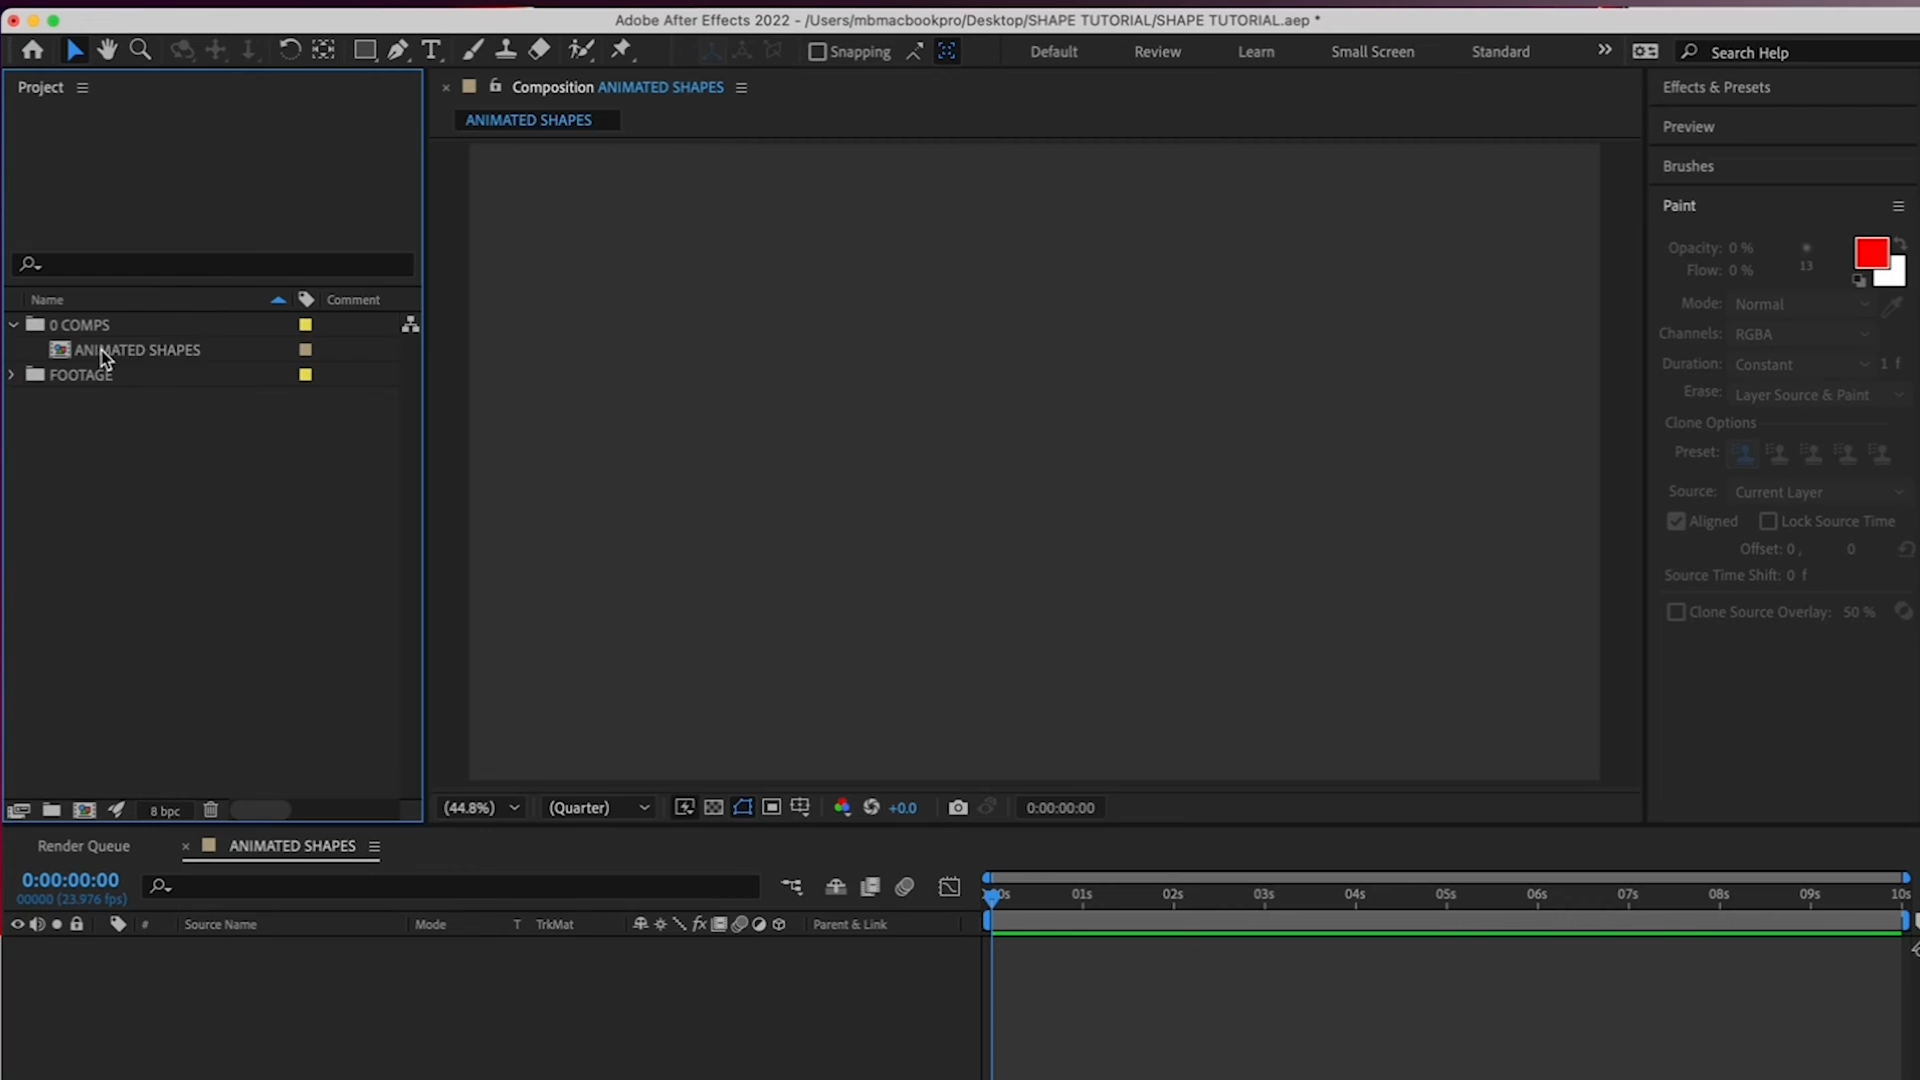 Adobe After Effects 2022 - /Users/mbmacbookpro/Desktop/SHAPE TUTORIAL/SHAPE TUTORIAL.aep *
Snapping
Default
Review
Learn
Small Screen
Standard
Search Help
Project
Composition ANIMATED SHAPES
ANIMATED SHAPES
Name
Comment
0 COMPS
ANIMATED SHAPES
FOOTAGE
8 bpc
(44.8%)
(Quarter)
+0.0
0:00:00:00
Effects & Presets
Preview
Brushes
Paint
Opacity: 0 %
Flow: 0 %
13
Mode: Normal
Channels: RGBA
Duration: Constant 1 f
Erase: Layer Source & Paint
Clone Options
Preset:
Source: Current Layer
Aligned Lock Source Time
Offset: 0 , 0
Source Time Shift: 0 f
Clone Source Overlay: 50 %
Render Queue
ANIMATED SHAPES
0:00:00:00
00000 (23.976 fps)
# Source Name Mode T TrkMat fx Parent & Link
01s 02s 03s 04s 05s 06s 07s 08s 09s 10s